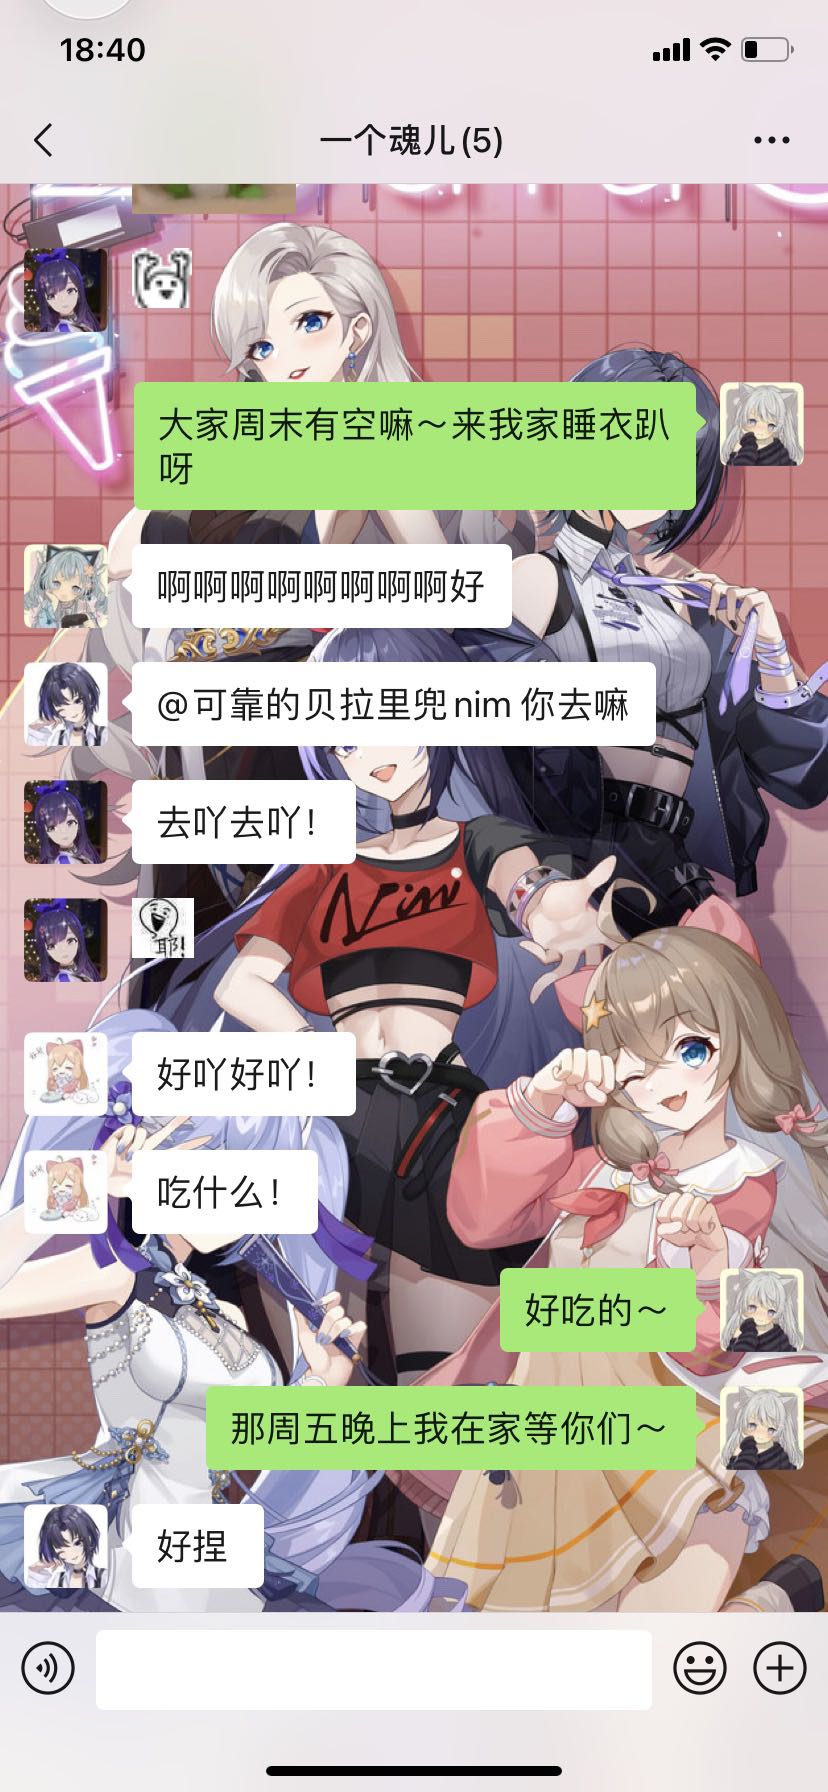 18:40
一个魂儿(5)
大家周末有空嘛～来我家睡衣趴
呀
啊啊啊啊啊啊啊啊好
@可靠的贝拉里兜nim 你去嘛
去吖去吖！
耶!
好吖好吖！
吃什么！
Nini
好吃的～
那周五晚上我在家等你们～
好捏